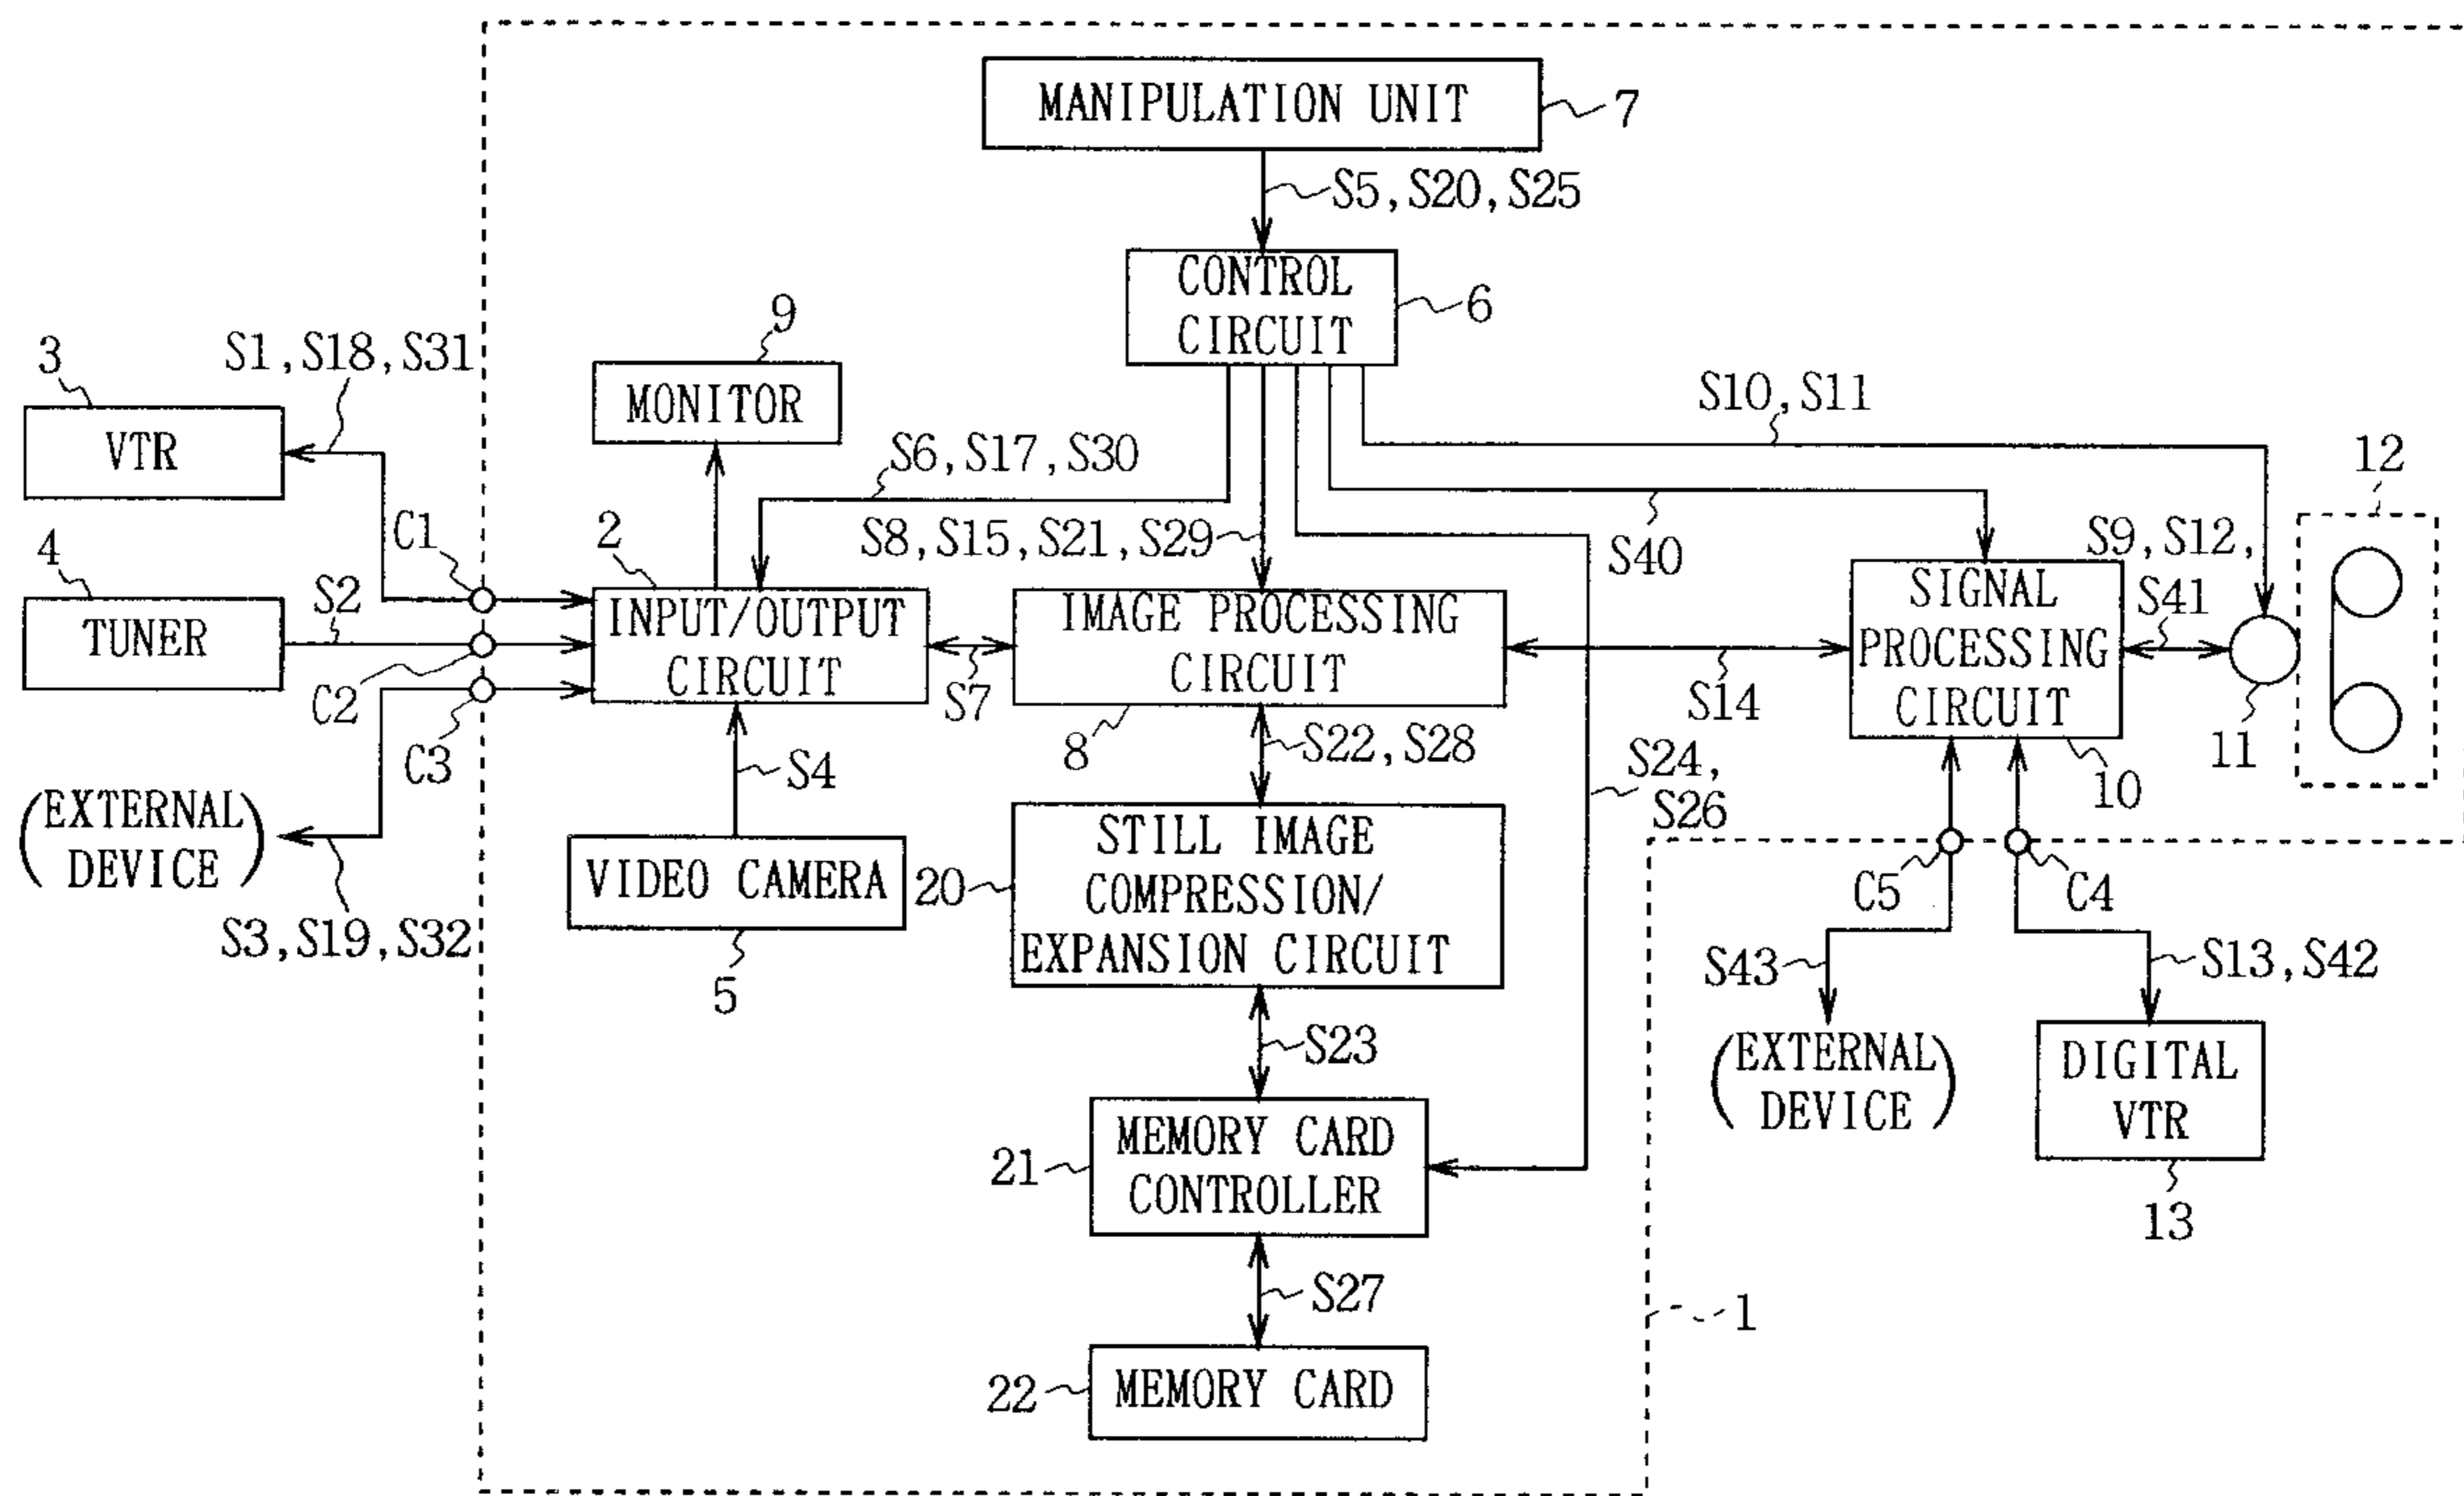 MANIPULATION UNIT
7
S5, S20, S25
CONTROL
CIRCUIT
6
9
MONITOR
S1, S18, S31
3
VTR
S10, S11
12
S6, S17, S30
S8, S15, S21, S29
S40
S9, S12,
S41
C1
2
4
TUNER
S2
INPUT/OUTPUT
CIRCUIT
IMAGE PROCESSING
CIRCUIT
SIGNAL
PROCESSING
CIRCUIT
C2
C3
S7
8
S14
10
11
S4
S22, S28
S24,
S26
(EXTERNAL
DEVICE)
S3, S19, S32
VIDEO CAMERA
5
20
STILL IMAGE
COMPRESSION/
EXPANSION CIRCUIT
C5
C4
S43
S13, S42
S23
(EXTERNAL
DEVICE)
DIGITAL
VTR
13
21
MEMORY CARD
CONTROLLER
S27
1
22
MEMORY CARD